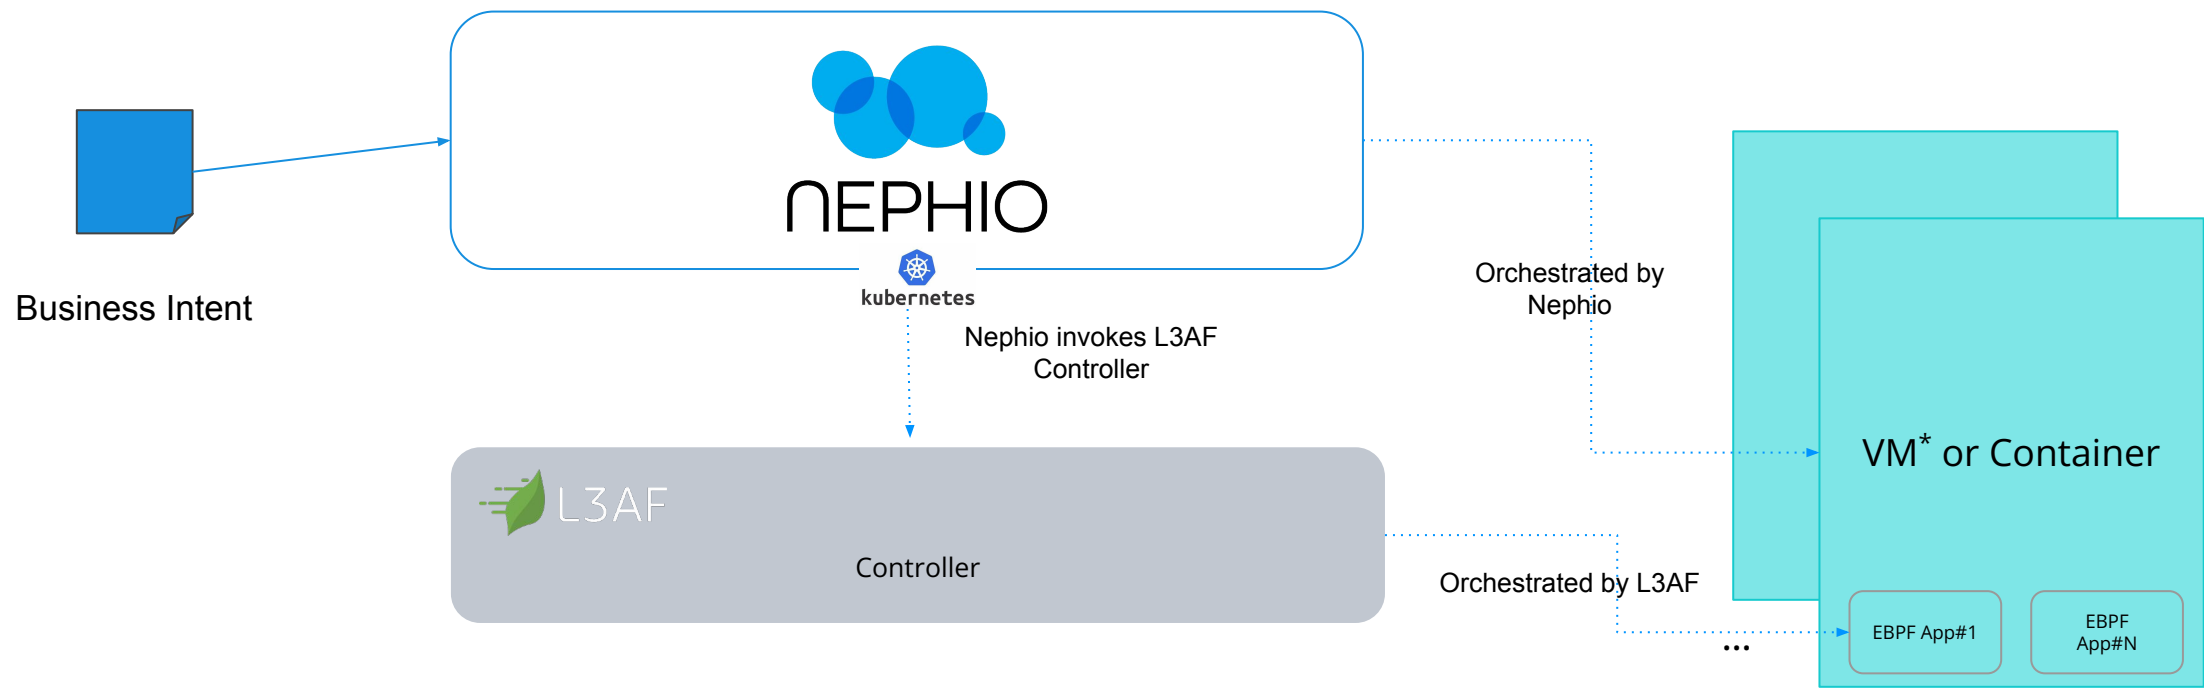 NEPHIO
kubernetes
Business Intent
Nephio invokes L3AF
Controller
Orchestrated by
Nephio
VM* or Container
L3AF
Controller
Orchestrated by L3AF
...
EBPF App#1
EBPF
App#N